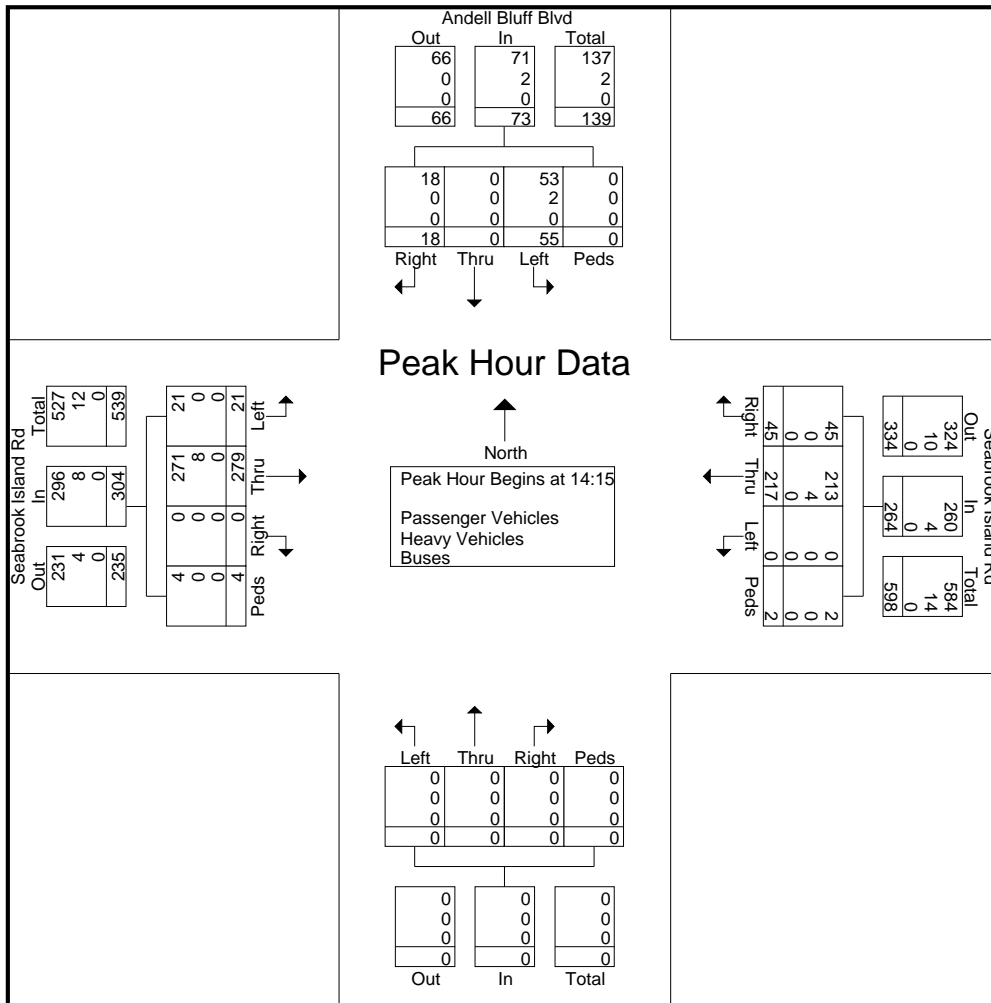 Andell Bluff Blvd
Out In Total
66 71 137
0 2 2
0 0 0
66 73 139
18 0 53 0
0 0 2 0
0 0 0 0
18 0 55 0
Right Thru Left Peds
Peak Hour Data
Seabrook Island Rd
Out In Total
231 296 527
4 8 12
0 0 0
235 304 539
4 0 271 21
0 0 8 0
0 0 0 0
4 0 279 21
Peds Right Thru Left
North
Peak Hour Begins at 14:15
Passenger Vehicles
Heavy Vehicles
Buses
Seabrook Island Rd
Out In Total
324 260 584
10 4 14
0 0 0
334 264 598
45 213 0 2
0 4 0 0
0 0 0 0
45 217 0 2
Right Thru Left Peds
Left Thru Right Peds
0 0 0 0
0 0 0 0
0 0 0 0
0 0 0 0
0 0 0
0 0 0
0 0 0
0 0 0
Out In Total